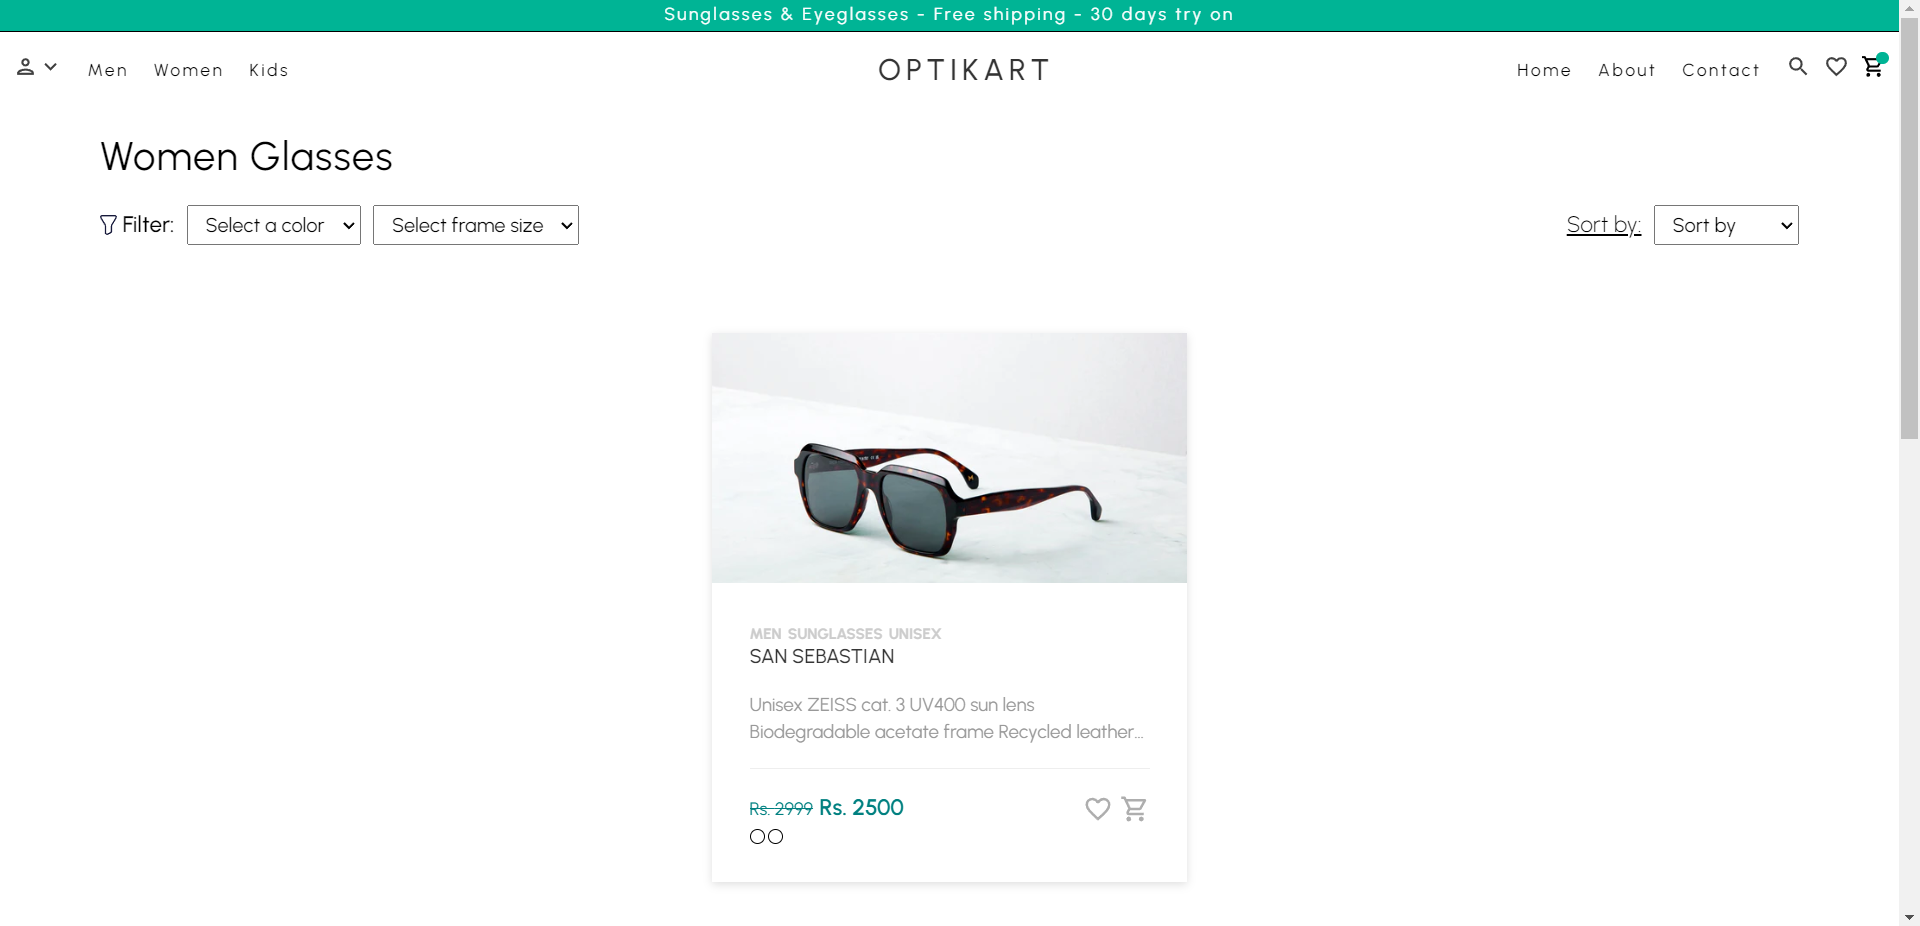 Sunglasses & Eyeglasses - Free shipping - 30 days try on
Men Women Kids
OPTIKART
Home About Contact
Women Glasses
Filter: Select a color Select frame size
Sort by: Sort by
MEN SUNGLASSES UNISEX
SAN SEBASTIAN
Unisex ZEISS cat. 3 UV400 sun lens
Biodegradable acetate frame Recycled leather...
Rs. 2999 Rs. 2500